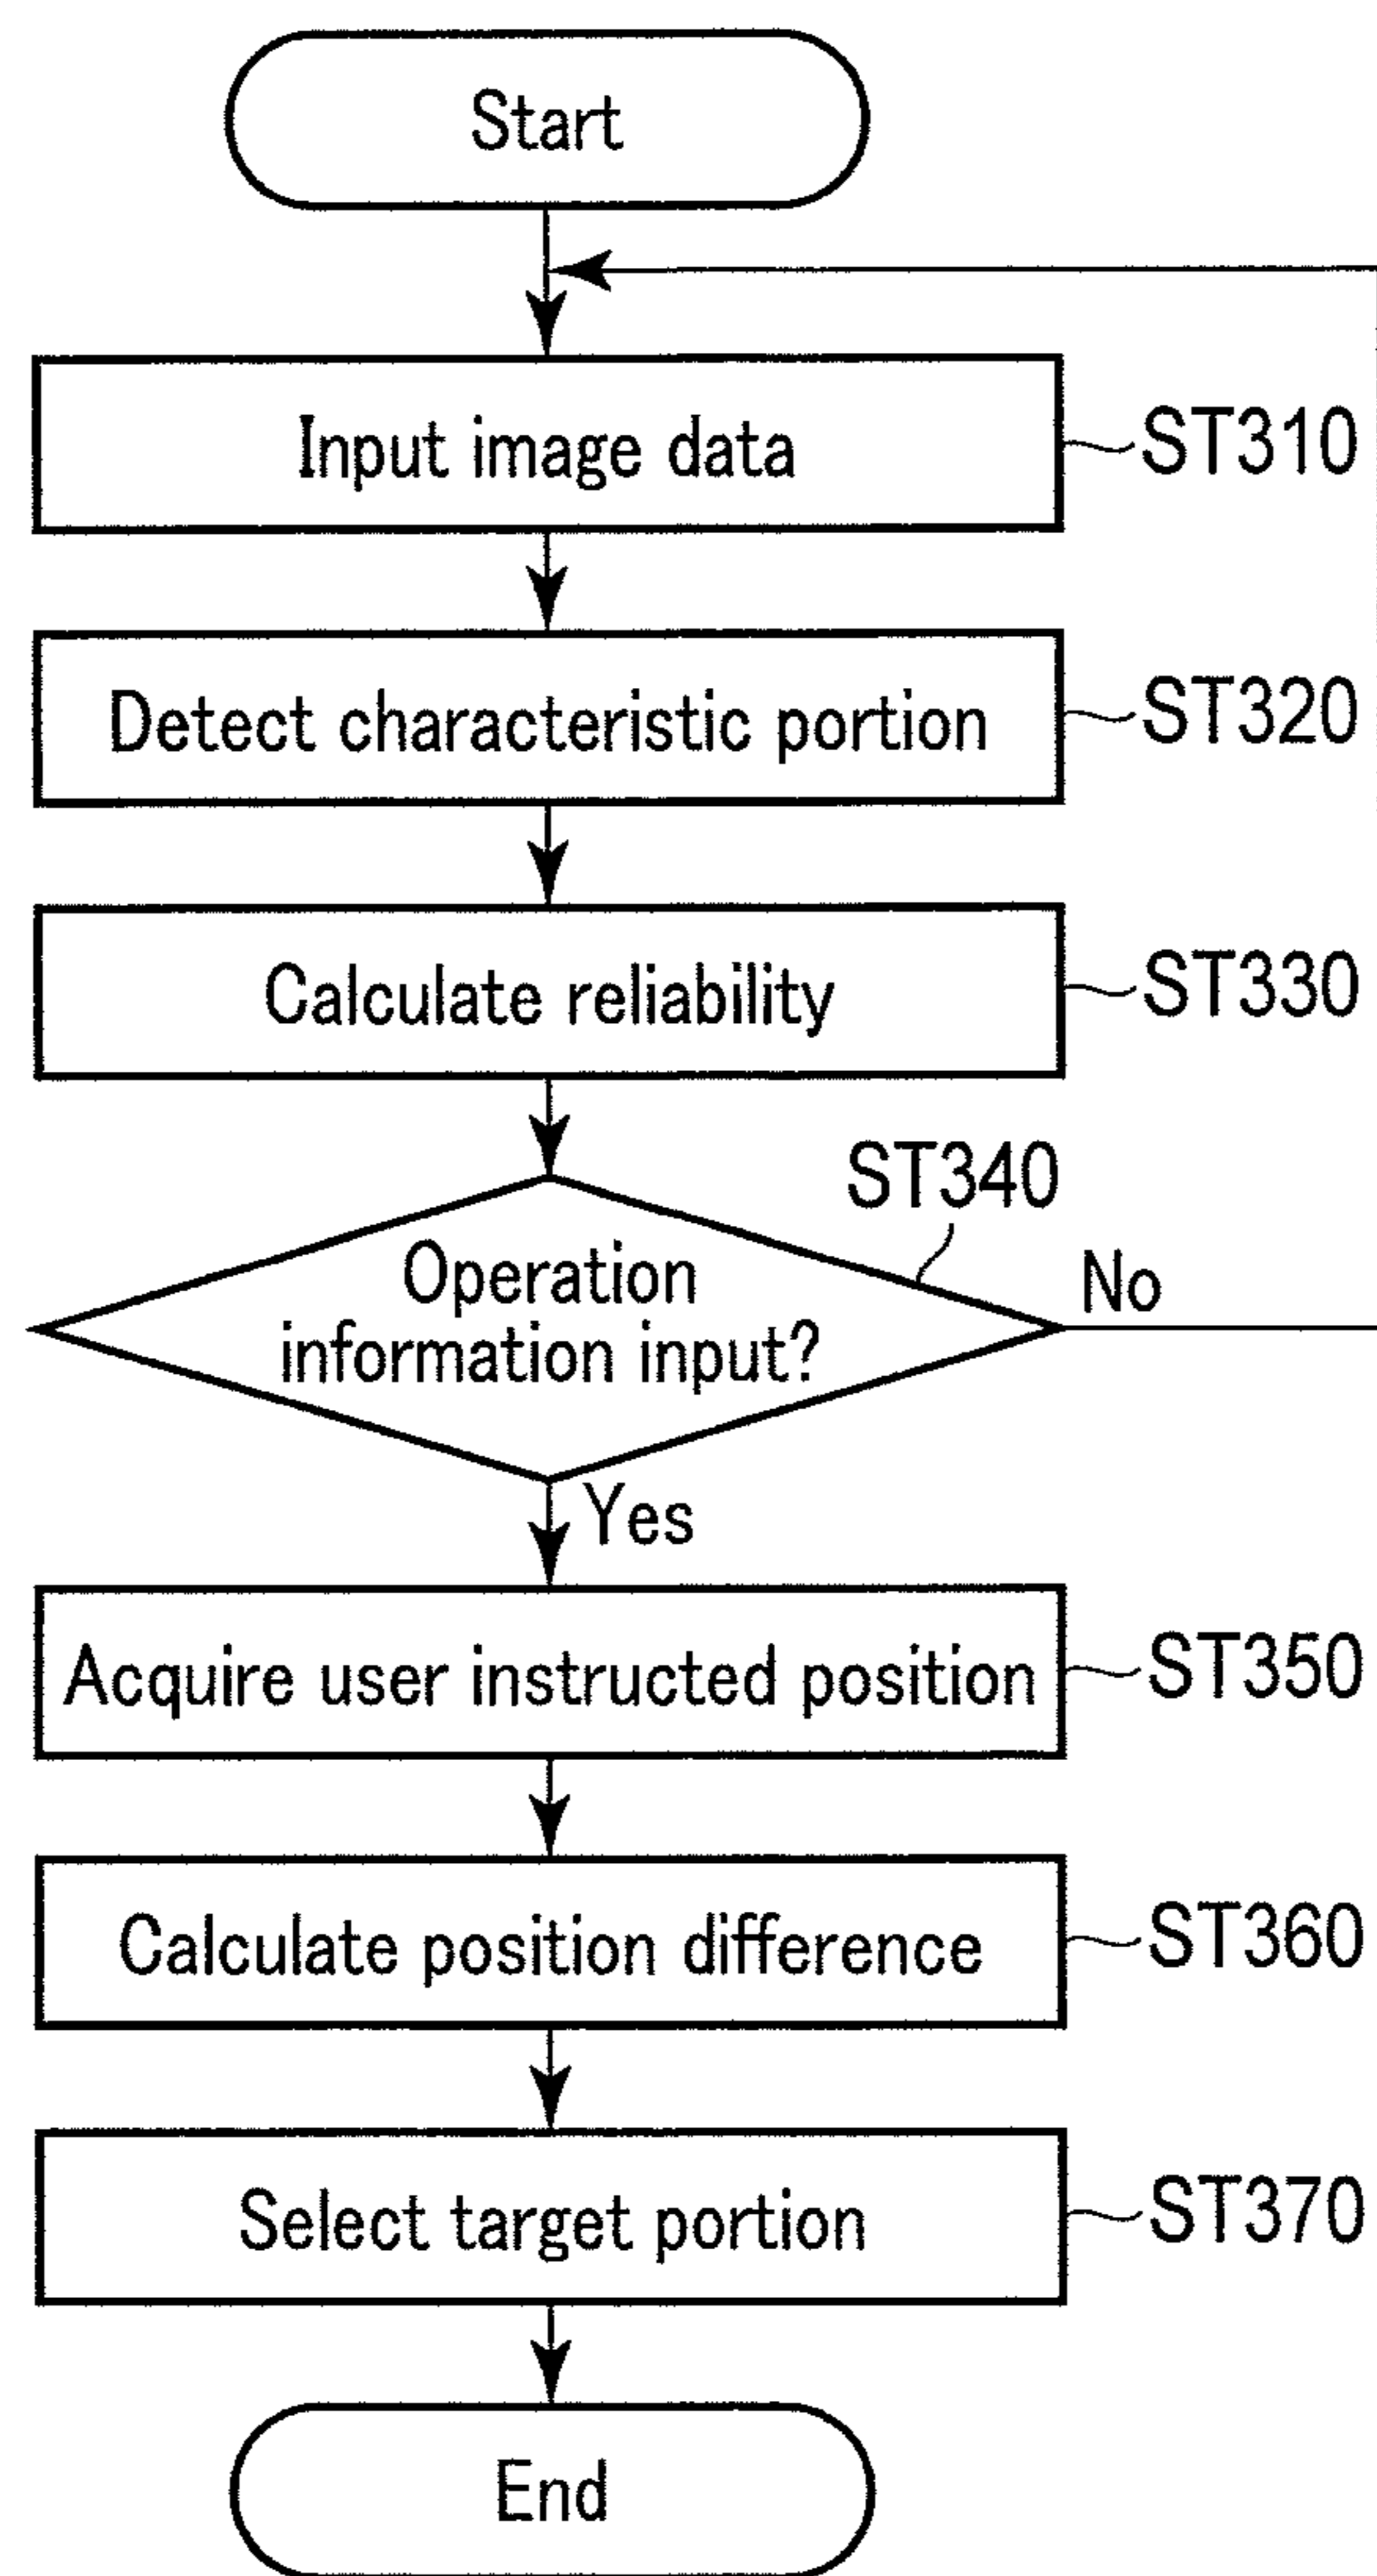 Start
Input image data
ST310
Detect characteristic portion
ST320
Calculate reliability
ST330
ST340
Operation
information input?
No
Yes
Acquire user instructed position
ST350
Calculate position difference
ST360
Select target portion
ST370
End